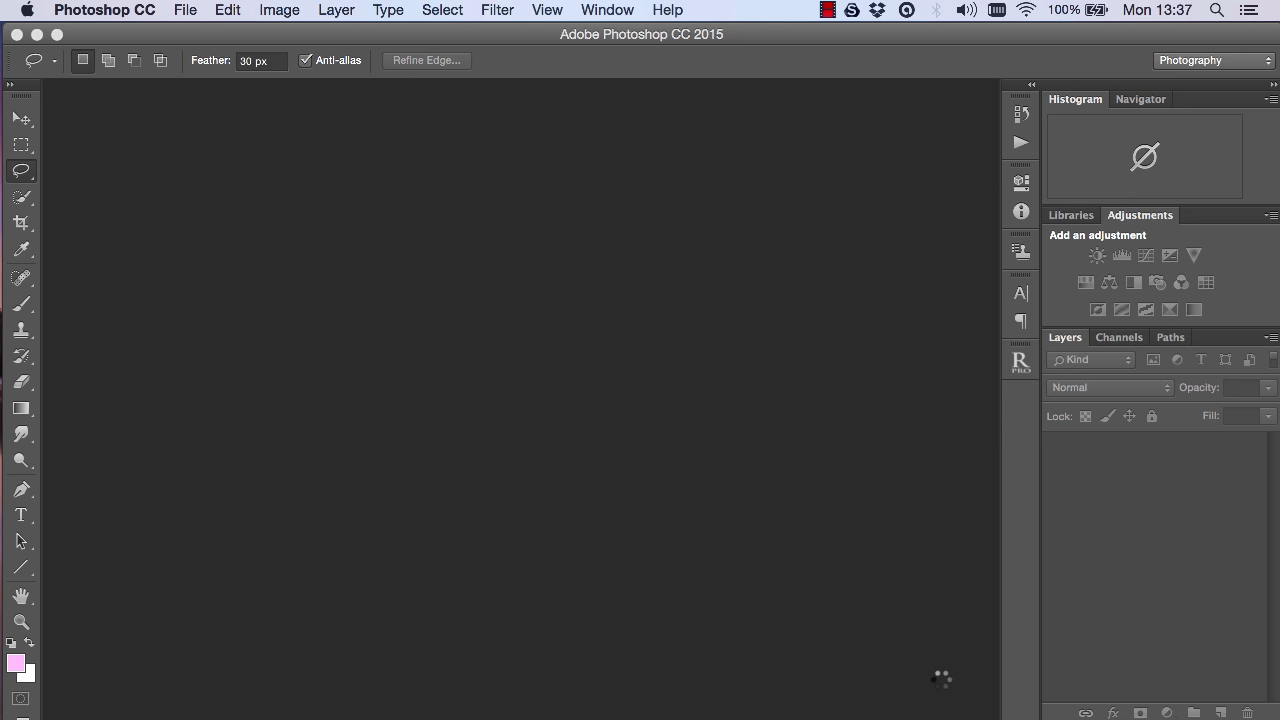 Photoshop CC File Edit Image Layer Type Select Filter View Window Help 100% Mon 13:37
Adobe Photoshop CC 2015
Feather: 30 px Anti-alias Refine Edge... Photography
Histogram Navigator
Libraries Adjustments
Add an adjustment
Layers Channels Paths
Kind
Normal Opacity:
Lock: Fill:
A
R
PRO
T